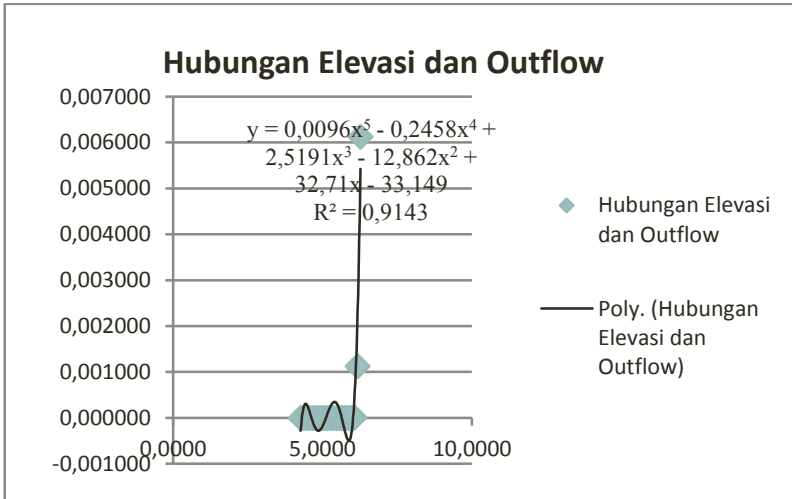 Hubungan Elevasi dan Outflow
0,007000
0,006000
0,005000
0,004000
0,003000
0,002000
0,001000
0,000000
-0,001000
0,0000
5,0000
10,0000
y = 0,0096x⁵ - 0,2458x⁴ +
2,5191x³ - 12,862x² +
32,71x - 33,149
R² = 0,9143
Hubungan Elevasi
dan Outflow
Poly. (Hubungan
Elevasi dan
Outflow)